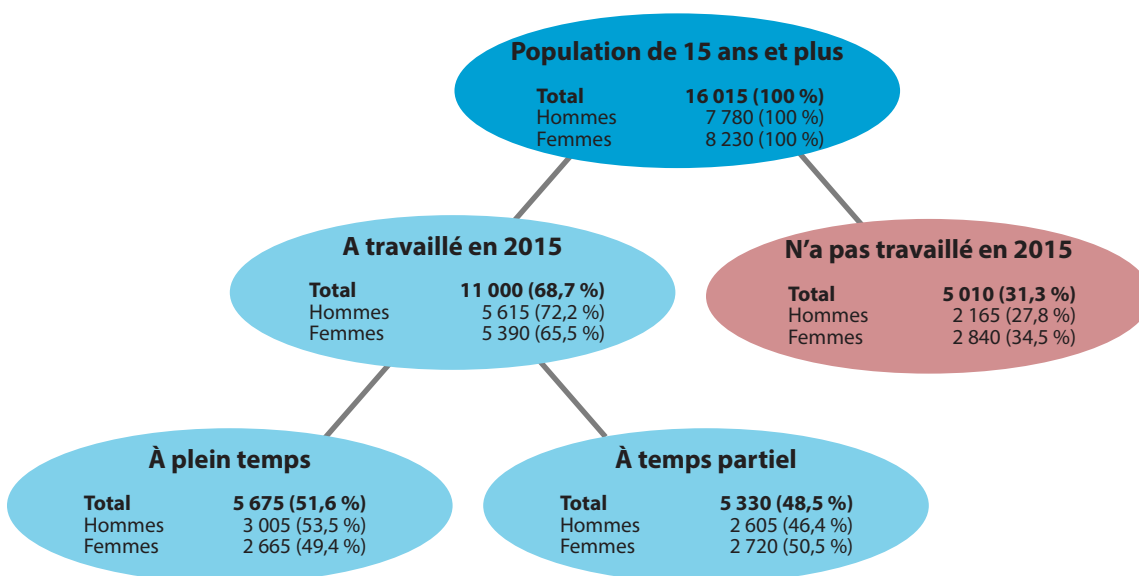 Population de 15 ans et plus
Total 16 015 (100 %)
Hommes 7 780 (100 %)
Femmes 8 230 (100 %)
A travaillé en 2015
Total 11 000 (68,7 %)
Hommes 5 615 (72,2 %)
Femmes 5 390 (65,5 %)
N'a pas travaillé en 2015
Total 5 010 (31,3 %)
Hommes 2 165 (27,8 %)
Femmes 2 840 (34,5 %)
À plein temps
Total 5 675 (51,6 %)
Hommes 3 005 (53,5 %)
Femmes 2 665 (49,4 %)
À temps partiel
Total 5 330 (48,5 %)
Hommes 2 605 (46,4 %)
Femmes 2 720 (50,5 %)